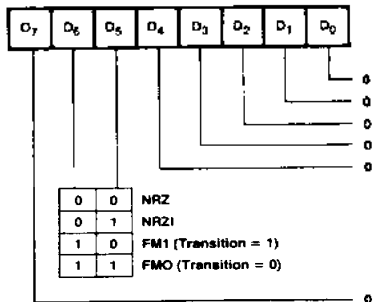 D7 D6 D5 D4 D3 D2 D1 D0
0
0
0
0
0
0 0 NRZ
0 1 NRZI
1 0 FM1 (Transition = 1)
1 1 FM0 (Transition = 0)
0